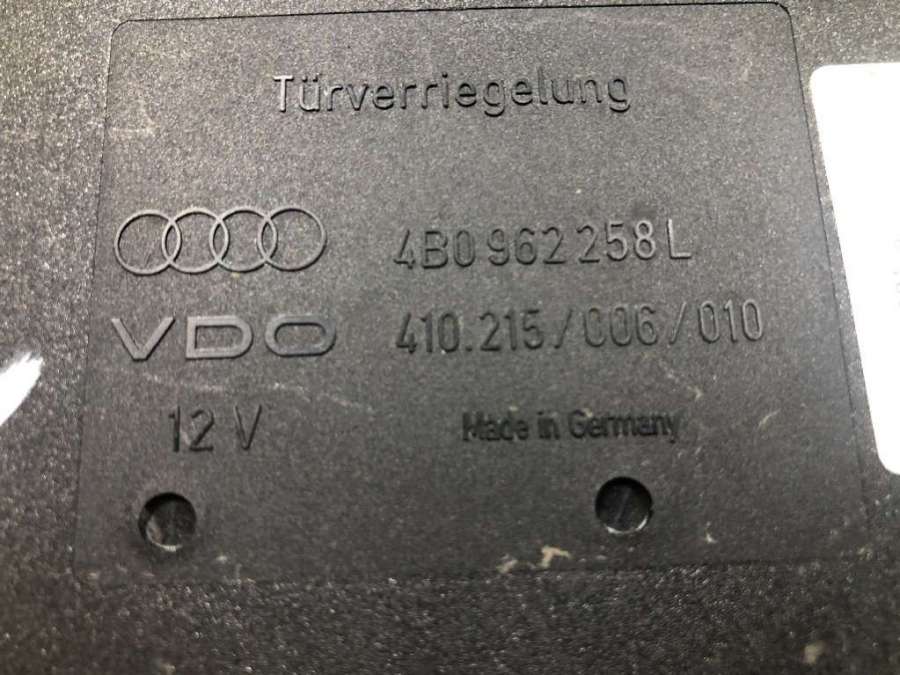 Türverriegelung
4B0 962 258 L
VDO 410.215/006/010
12 V Made in Germany